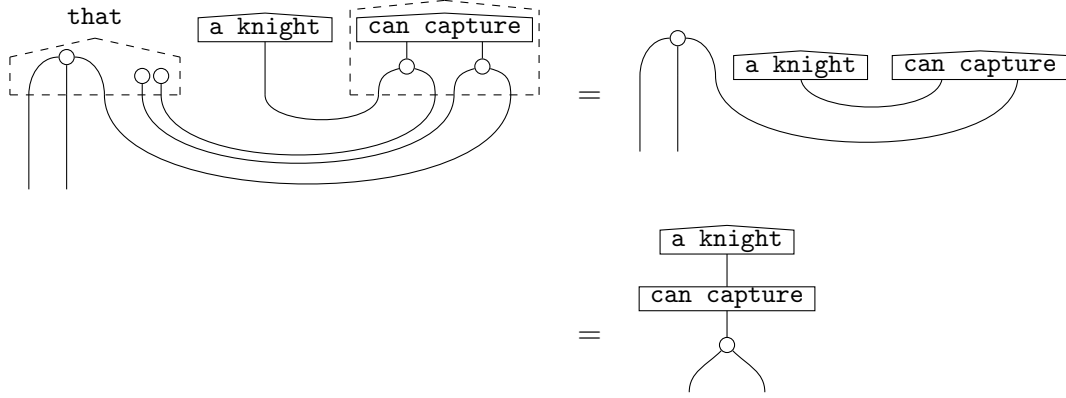 that
a knight
can capture
=
a knight
can capture
=
a knight
can capture